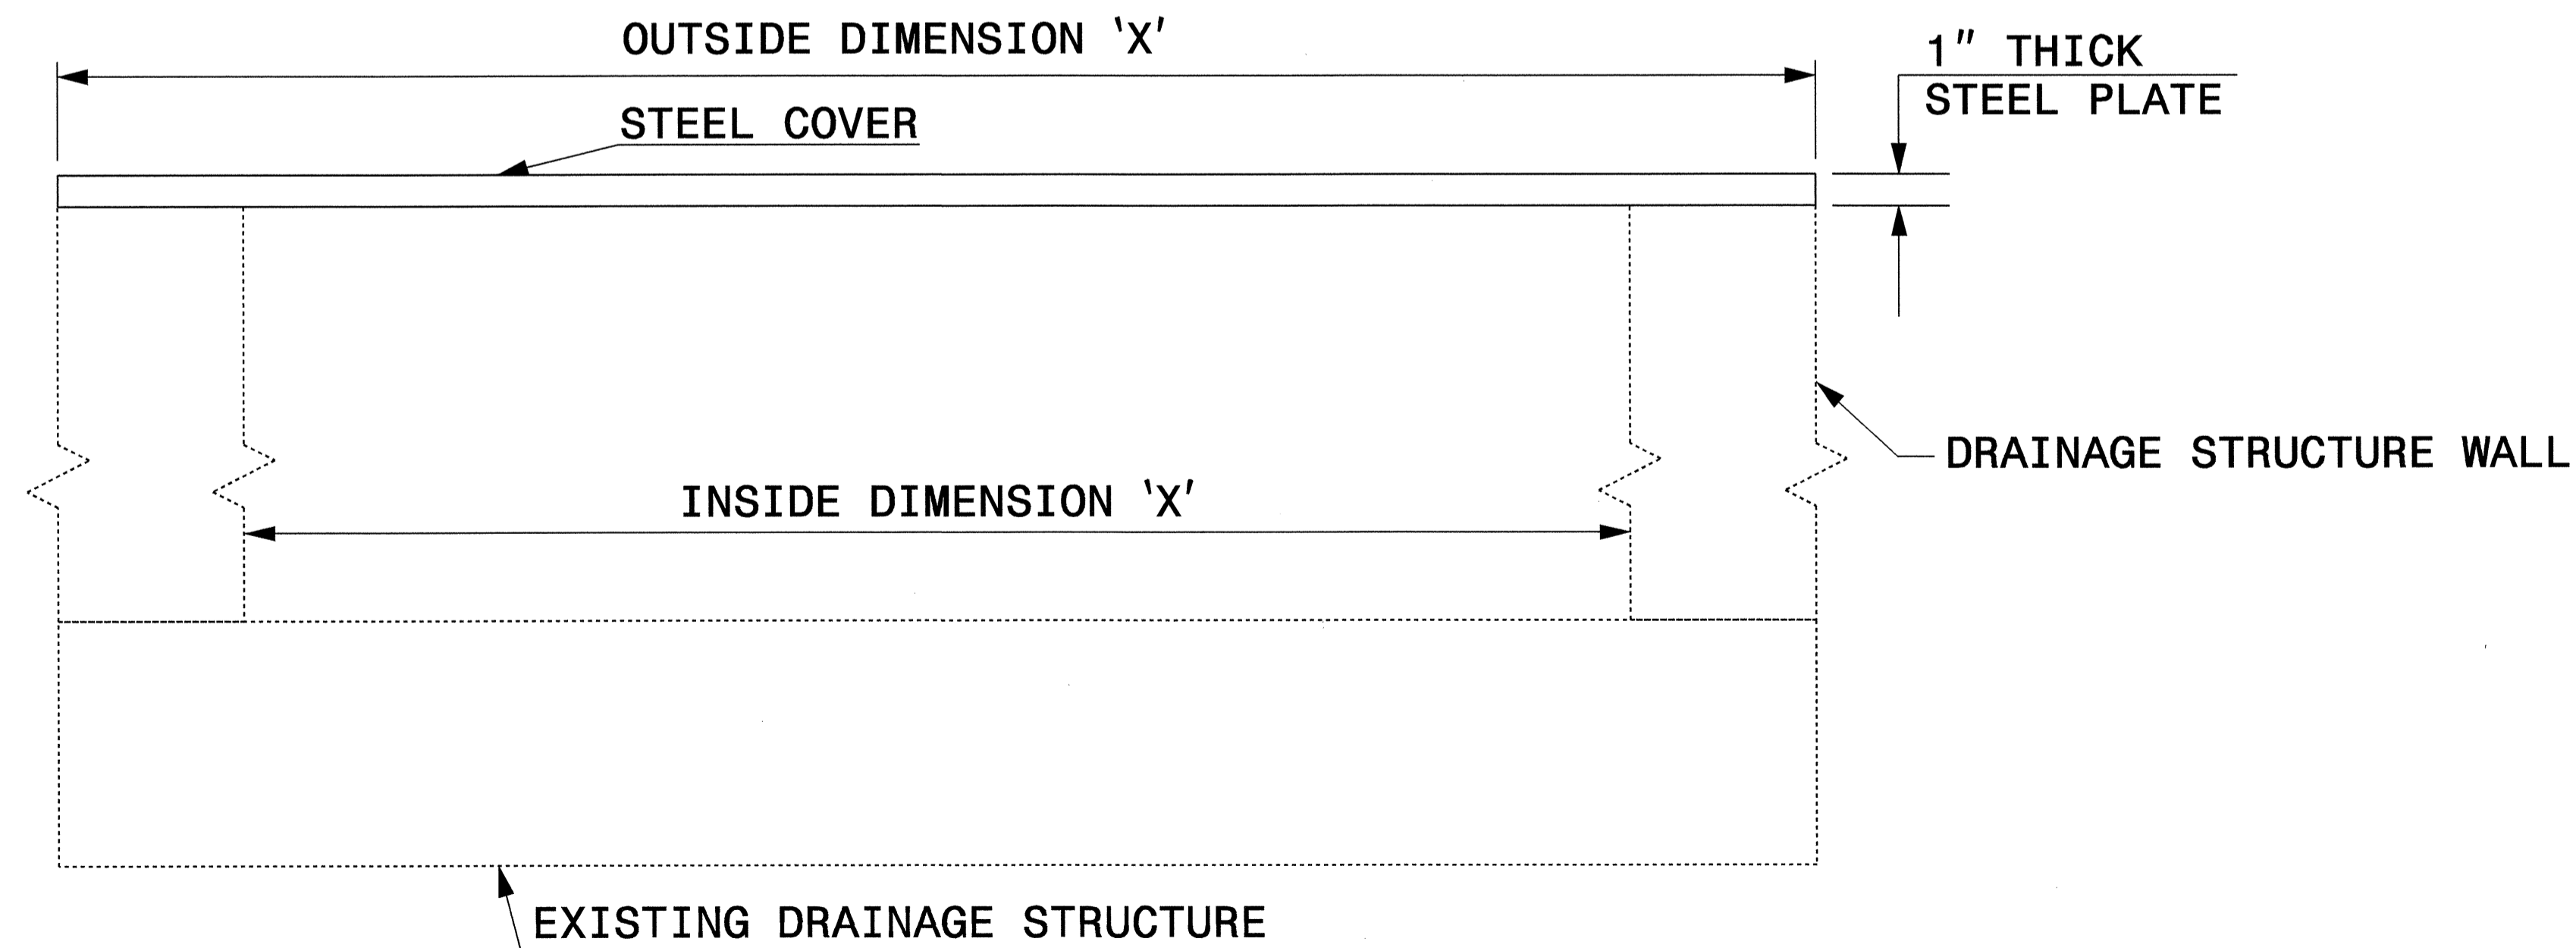 OUTSIDE DIMENSION ‘X’
1" THICK
STEEL PLATE
STEEL COVER
DRAINAGE STRUCTURE WALL
INSIDE DIMENSION ‘X’
EXISTING DRAINAGE STRUCTURE